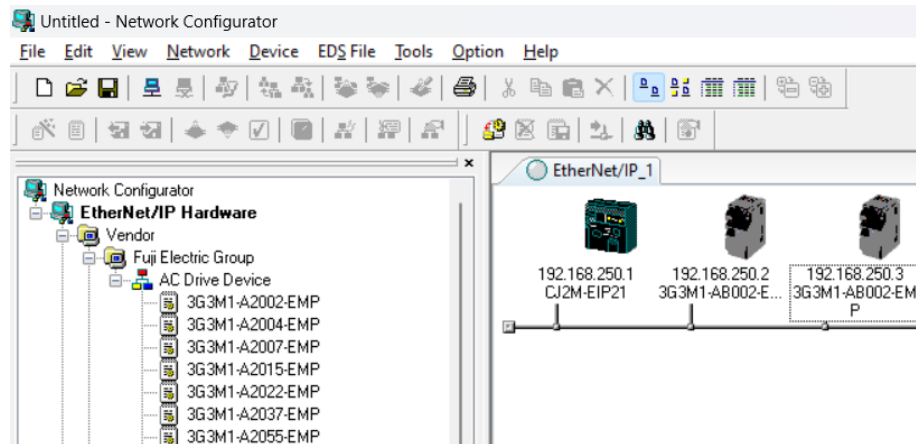 Untitled - Network Configurator
File Edit View Network Device EDS File Tools Option Help
Network Configurator
EtherNet/IP Hardware
Vendor
Fuji Electric Group
AC Drive Device
3G3M1-A2002-EMP
3G3M1-A2004-EMP
3G3M1-A2007-EMP
3G3M1-A2015-EMP
3G3M1-A2022-EMP
3G3M1-A2037-EMP
3G3M1-A2055-EMP
EtherNet/IP_1
192.168.250.1
CJ2M-EIP21
192.168.250.2
3G3M1-AB002-E...
192.168.250.3
3G3M1-AB002-EM
P